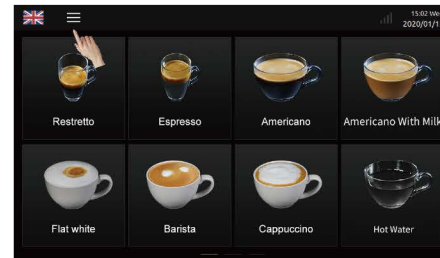 15:02 We
2020/01/1
Restretto
Espresso
Americano
Americano With Milk
Flat white
Barista
Cappuccino
Hot Water